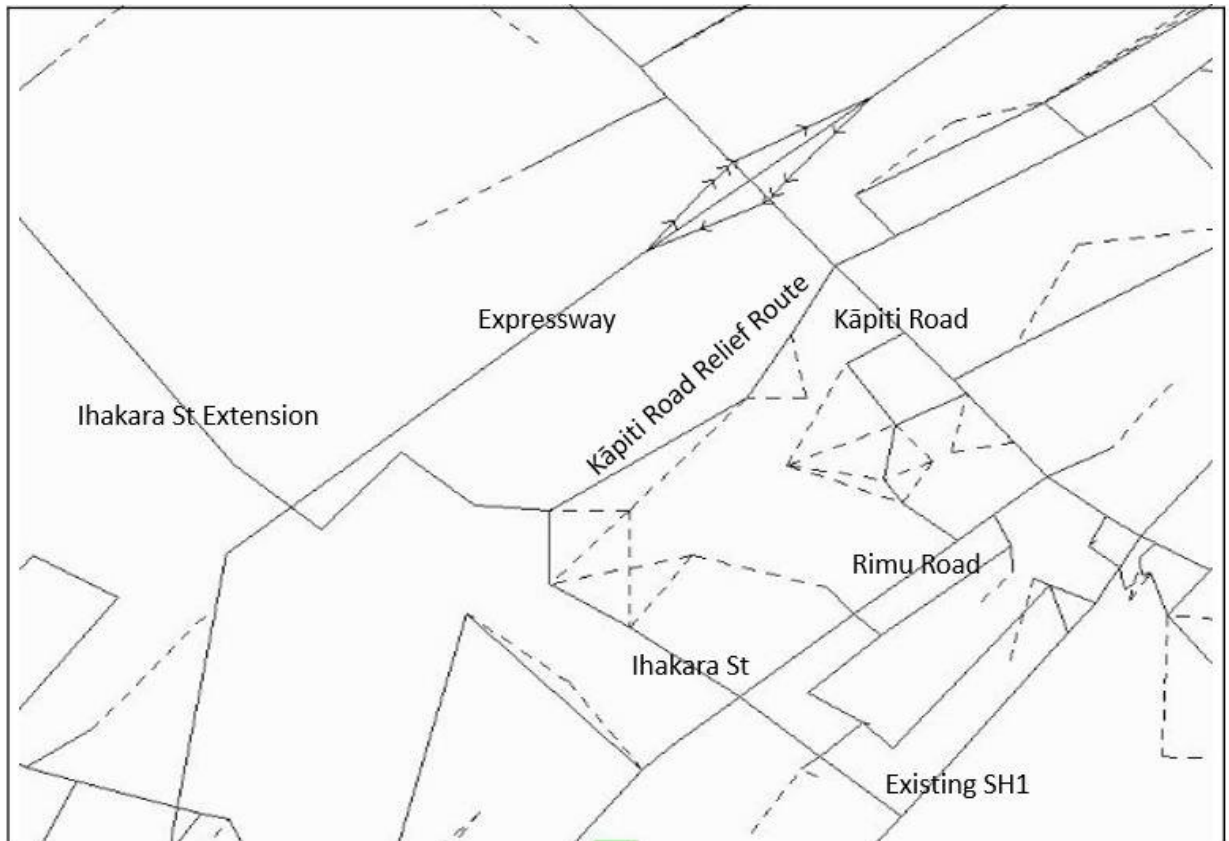 Expressway
Kāpiti Road
Kāpiti Road Relief Route
Ihakara St Extension
Rimu Road
Ihakara St
Existing SH1